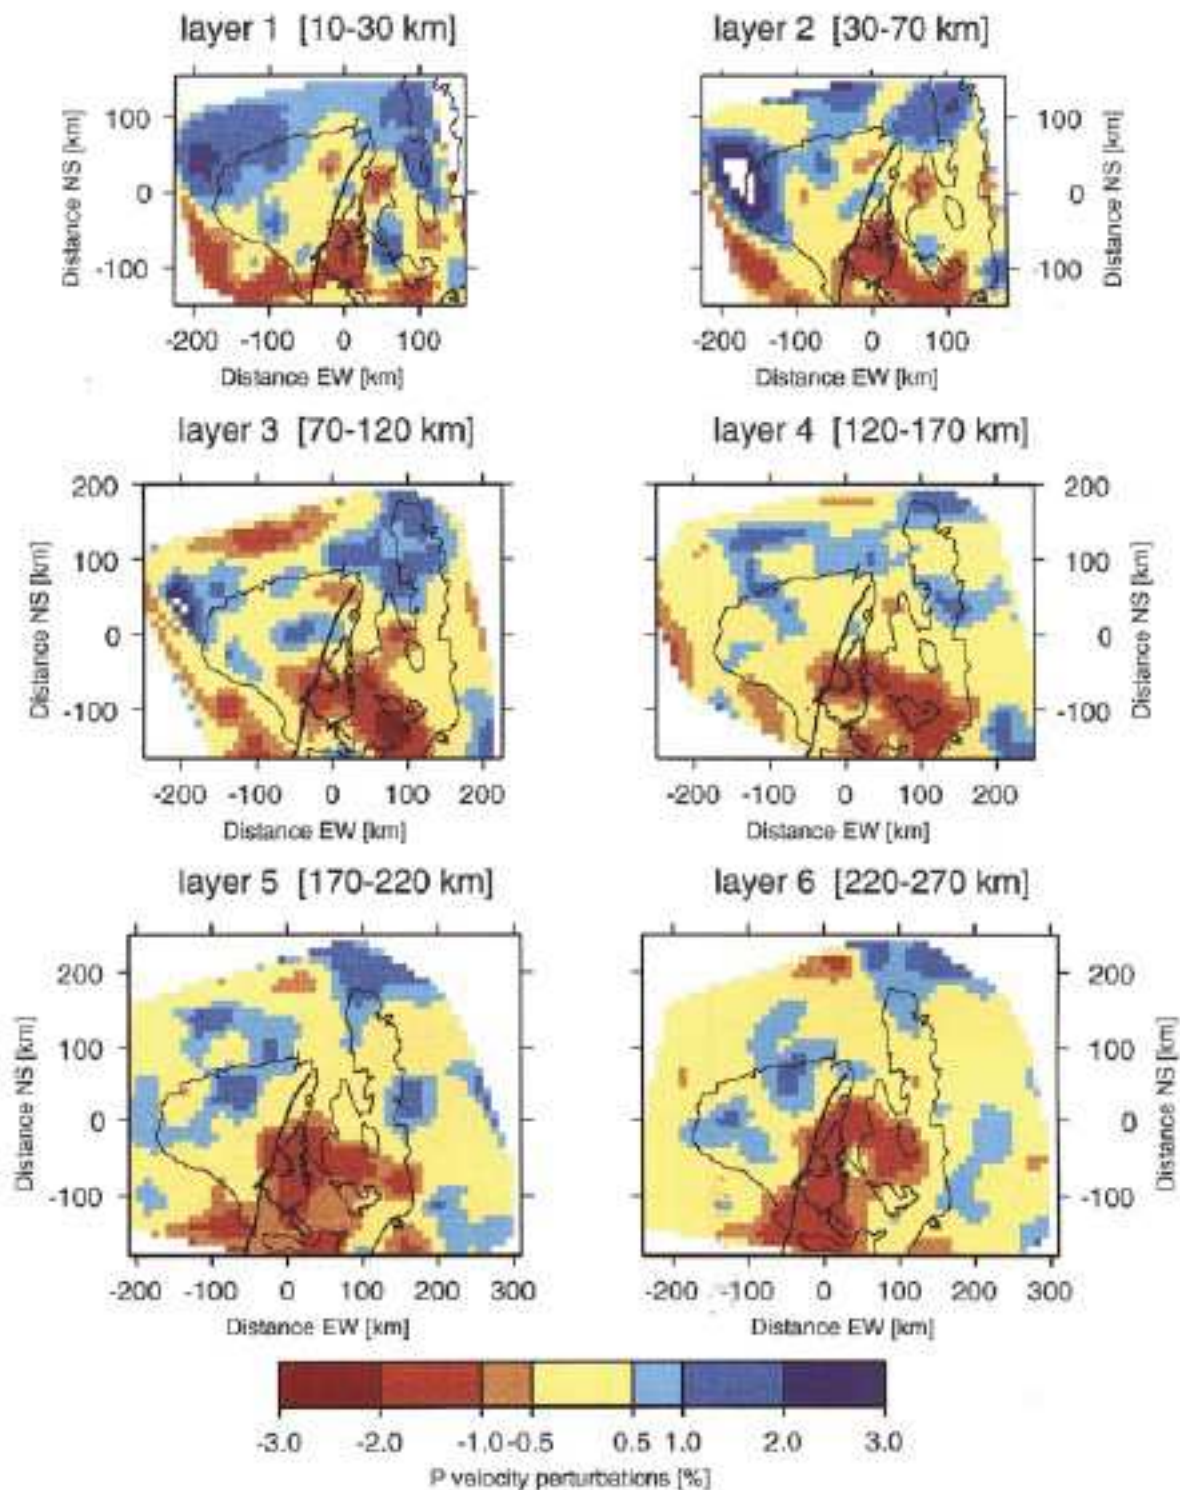 layer 1 [10-30 km]
layer 2 [30-70 km]
Distance NS [km]
100
0
-100
100
0
-100
Distance NS [km]
-200 -100 0 100
-200 -100 0 100
Distance EW [km]
Distance EW [km]
layer 3 [70-120 km]
layer 4 [120-170 km]
Distance NS [km]
200
100
0
-100
200
100
0
-100
Distance NS [km]
-200 -100 0 100 200
-200 -100 0 100 200
Distance EW [km]
Distance EW [km]
layer 5 [170-220 km]
layer 6 [220-270 km]
Distance NS [km]
200
100
0
-100
200
100
0
-100
Distance NS [km]
-200 -100 0 100 200 300
-200 -100 0 100 200 300
Distance EW [km]
Distance EW [km]
-3.0 -2.0 -1.0 -0.5 0.5 1.0 2.0 3.0
P velocity perturbations [%]